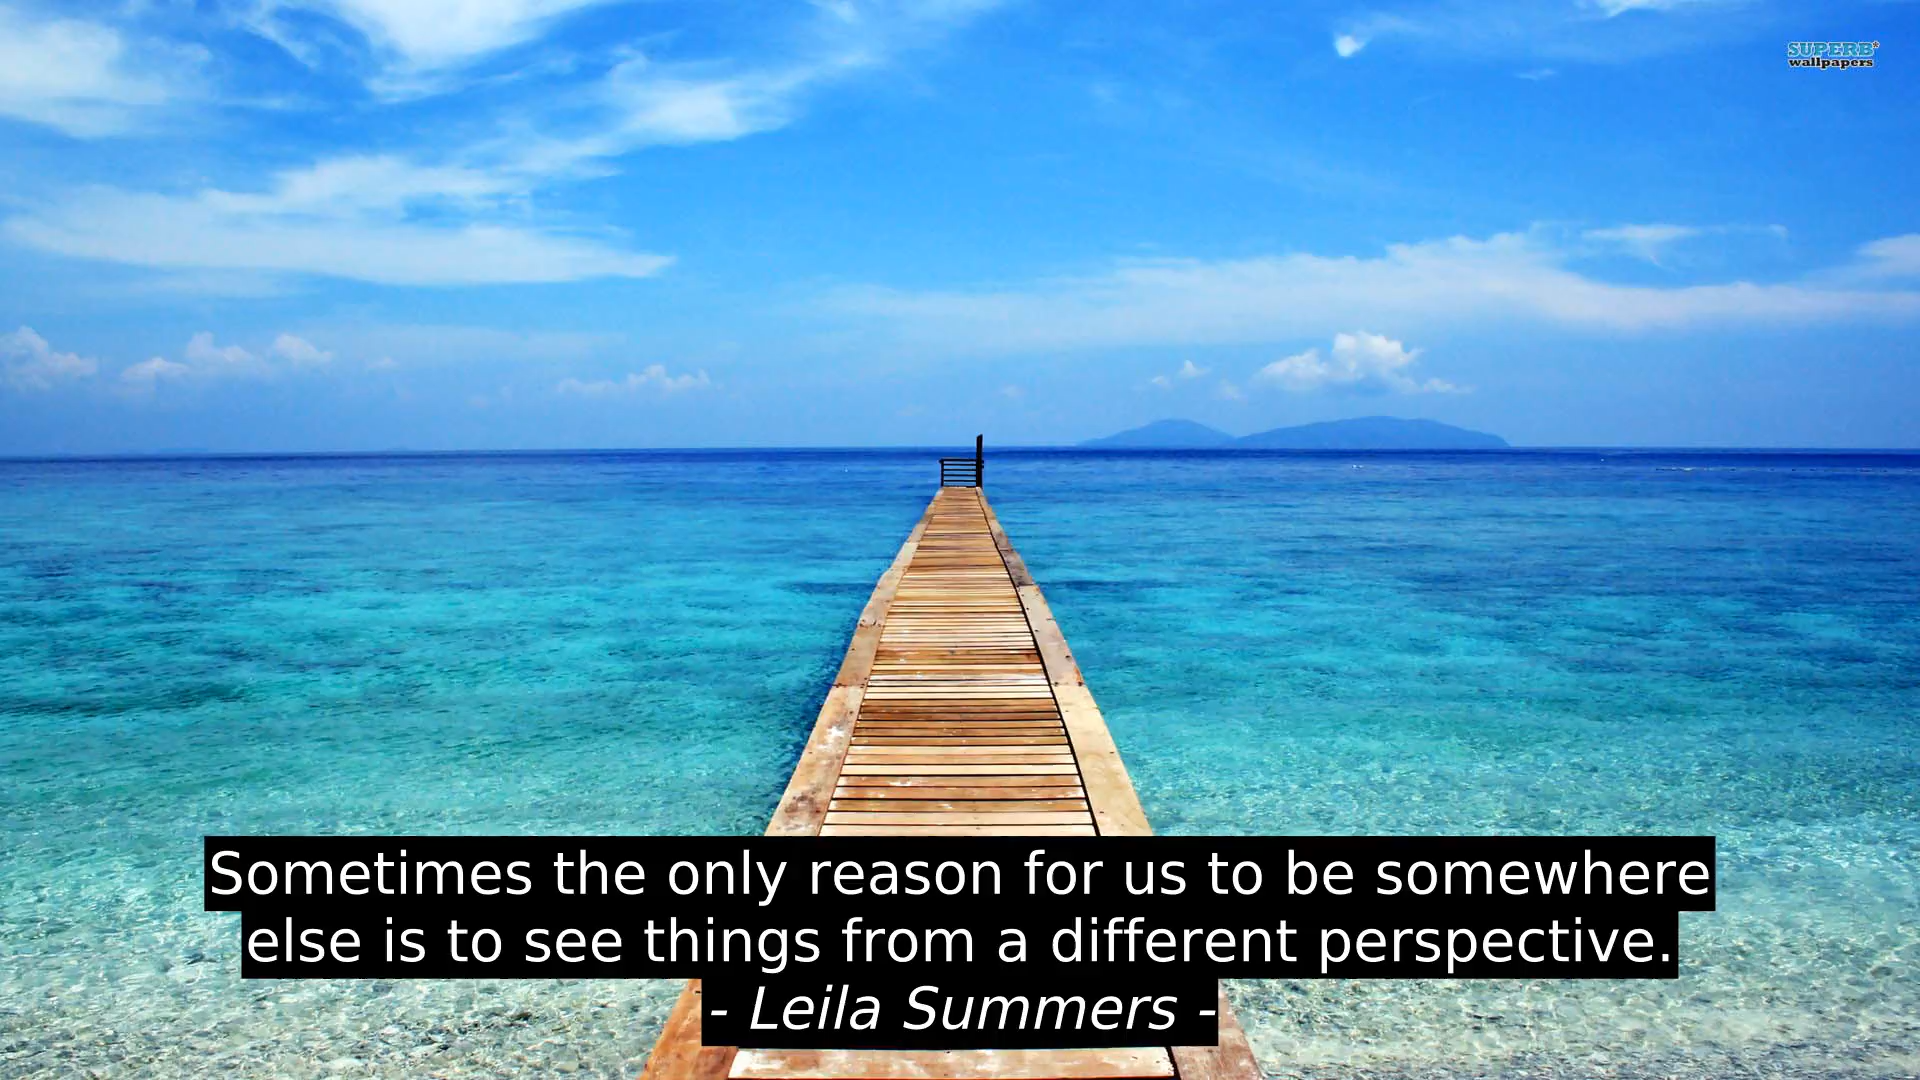 SUPERB*
wallpapers
Sometimes the only reason for us to be somewhere
else is to see things from a different perspective.
- Leila Summers -